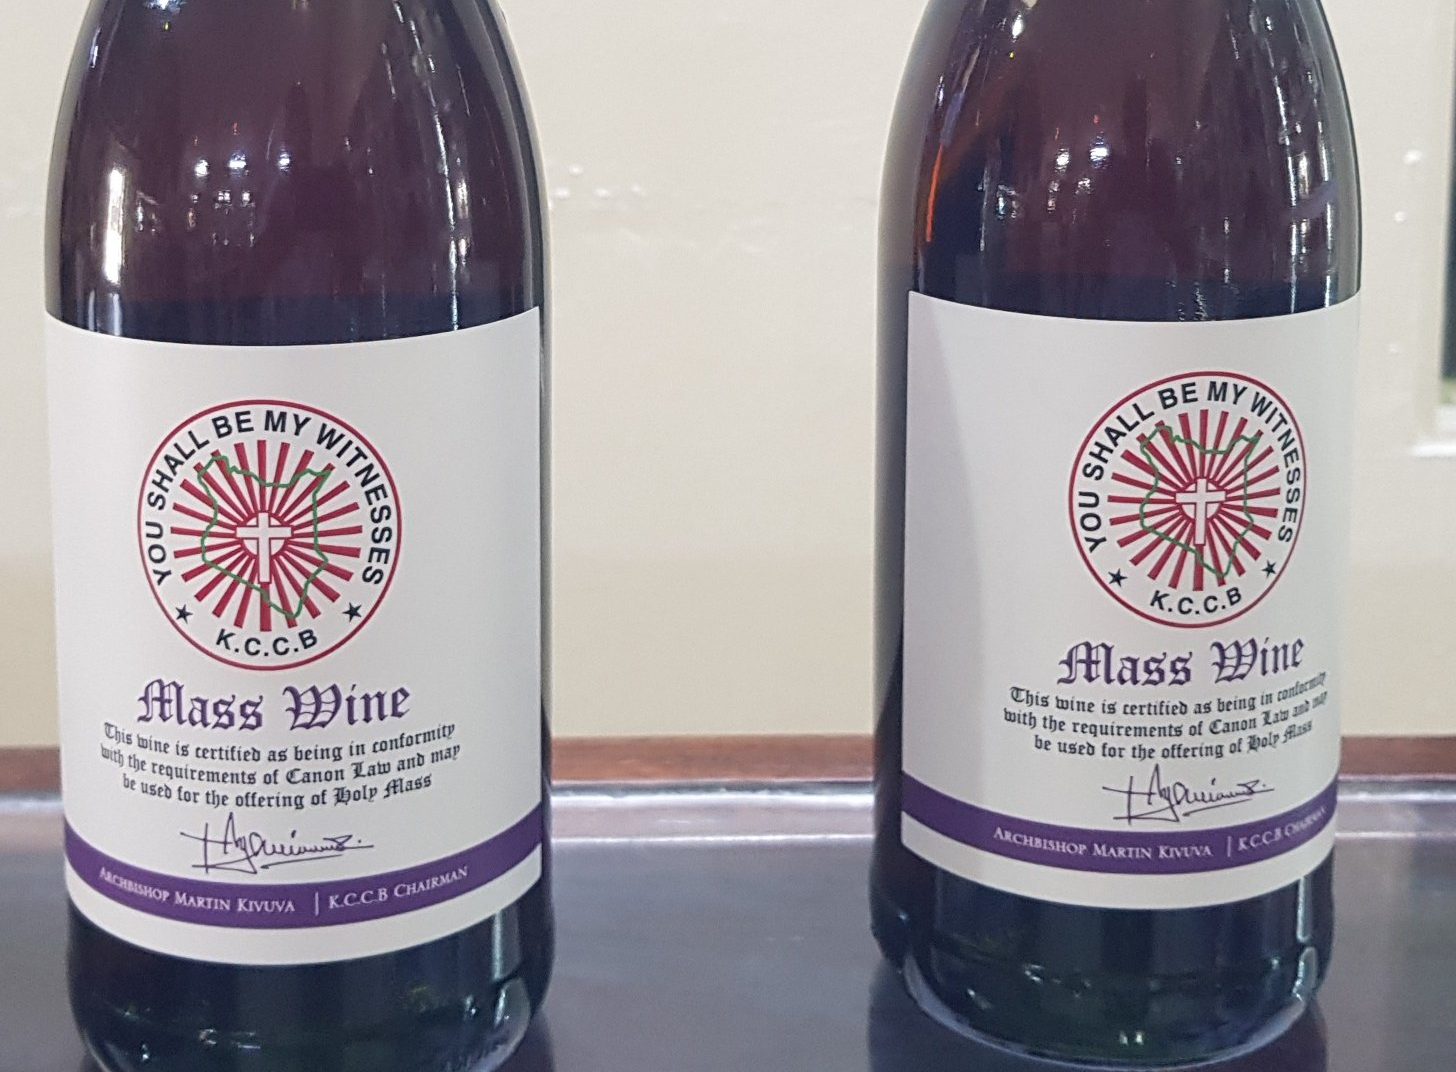 YOU SHALL BE MY WITNESSES
K.C.C.B
Mass Wine
This wine is certified as being in conformity
with the requirements of Canon Law and may
be used for the offering of Holy Mass
ARCHBISHOP MARTIN KIVUVA | K.C.C.B CHAIRMAN
YOU SHALL BE MY WITNESSES
K.C.C.B
Mass Wine
This wine is certified as being in conformity
with the requirements of Canon Law and may
be used for the offering of Holy Mass
ARCHBISHOP MARTIN KIVUVA | K.C.C.B CHAIRMAN